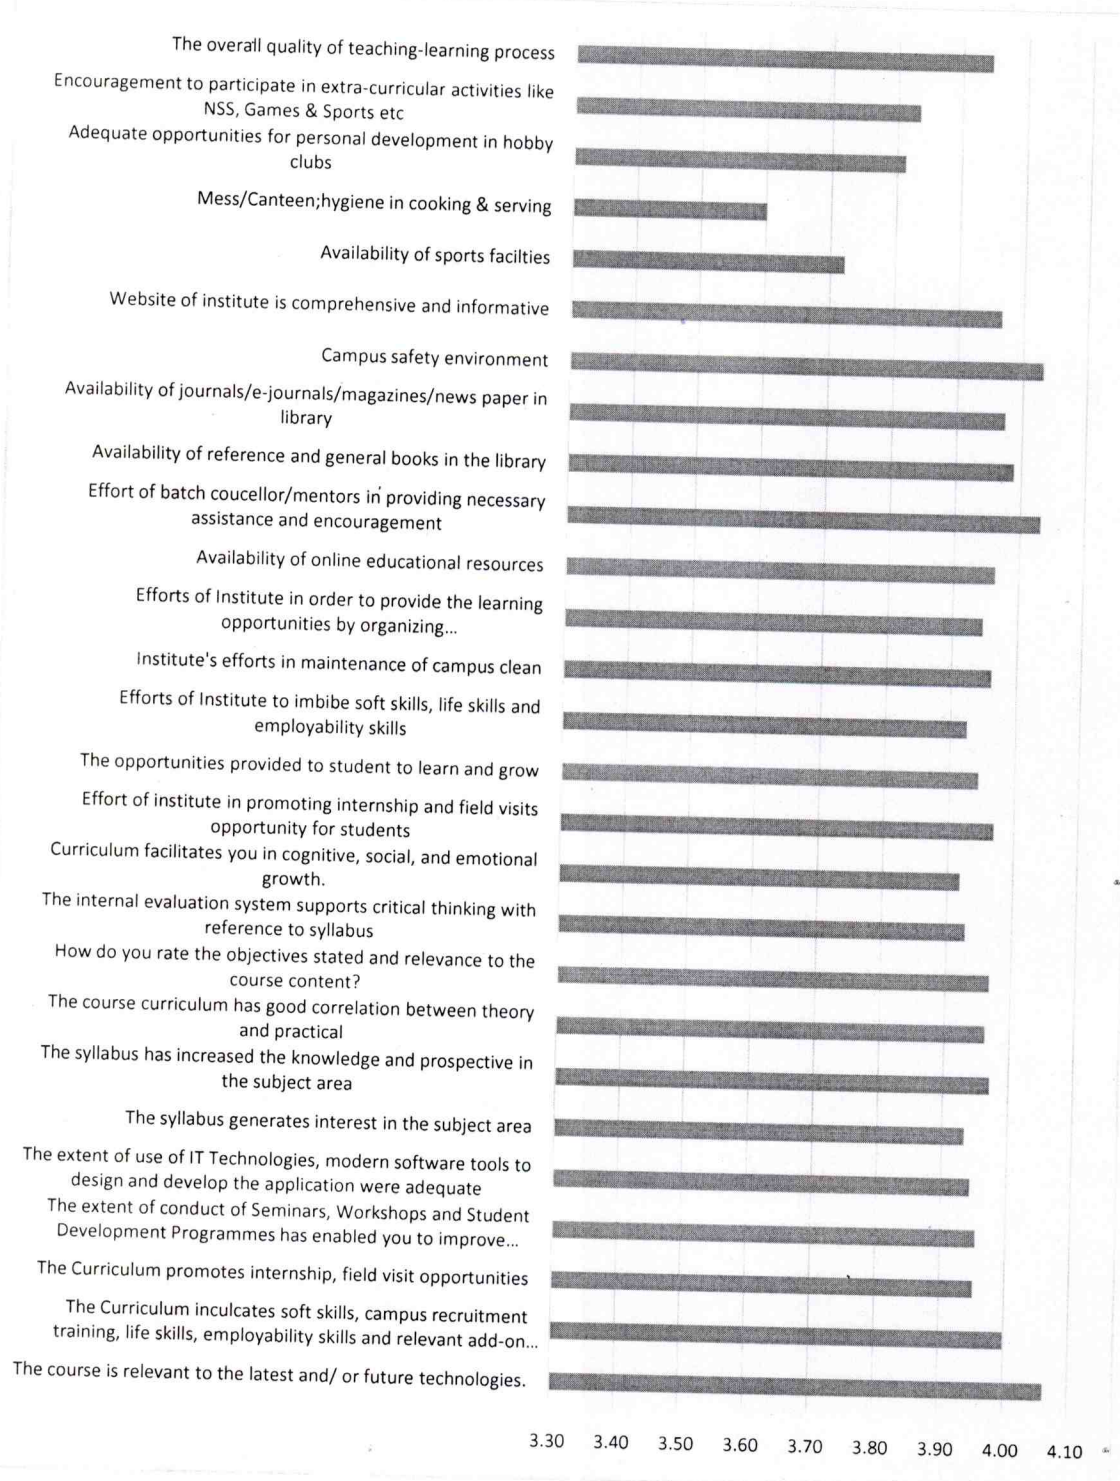 The overall quality of teaching-learning process
Encouragement to participate in extra-curricular activities like
NSS, Games & Sports etc
Adequate opportunities for personal development in hobby
clubs
Mess/Canteen;hygiene in cooking & serving
Availability of sports facilties
Website of institute is comprehensive and informative
Campus safety environment
Availability of journals/e-journals/magazines/news paper in
library
Availability of reference and general books in the library
Effort of batch coucellor/mentors in providing necessary
assistance and encouragement
Availability of online educational resources
Efforts of Institute in order to provide the learning
opportunities by organizing...
Institute's efforts in maintenance of campus clean
Efforts of Institute to imbibe soft skills, life skills and
employability skills
The opportunities provided to student to learn and grow
Effort of institute in promoting internship and field visits
opportunity for students
Curriculum facilitates you in cognitive, social, and emotional
growth.
The internal evaluation system supports critical thinking with
reference to syllabus
How do you rate the objectives stated and relevance to the
course content?
The course curriculum has good correlation between theory
and practical
The syllabus has increased the knowledge and prospective in
the subject area
The syllabus generates interest in the subject area
The extent of use of IT Technologies, modern software tools to
design and develop the application were adequate
The extent of conduct of Seminars, Workshops and Student
Development Programmes has enabled you to improve...
The Curriculum promotes internship, field visit opportunities
The Curriculum inculcates soft skills, campus recruitment
training, life skills, employability skills and relevant add-on...
The course is relevant to the latest and/ or future technologies.
3.30 3.40 3.50 3.60 3.70 3.80 3.90 4.00 4.10